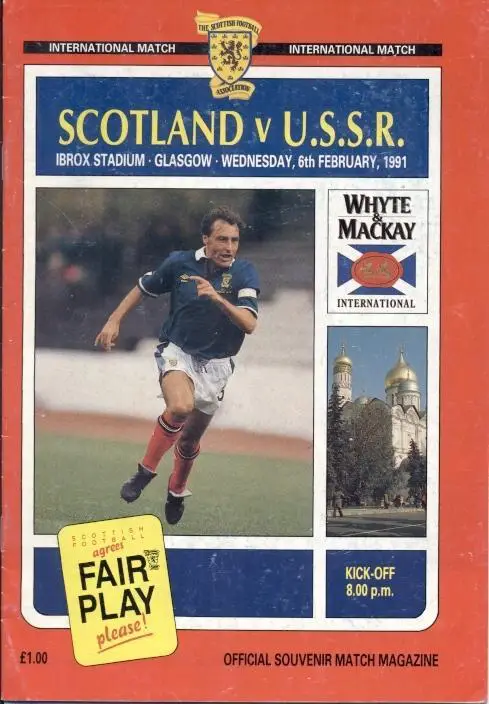 THE SCOTTISH FOOTBALL
ASSOCIATION
INTERNATIONAL MATCH
INTERNATIONAL MATCH
SCOTLAND v U.S.S.R.
IBROX STADIUM · GLASGOW · WEDNESDAY, 6th FEBRUARY, 1991
WHYTE
&
MACKAY
INTERNATIONAL
3
SCOTTISH
FOOTBALL
agrees
FAIR
PLAY
please!
KICK-OFF
8.00 p.m.
£1.00
OFFICIAL SOUVENIR MATCH MAGAZINE